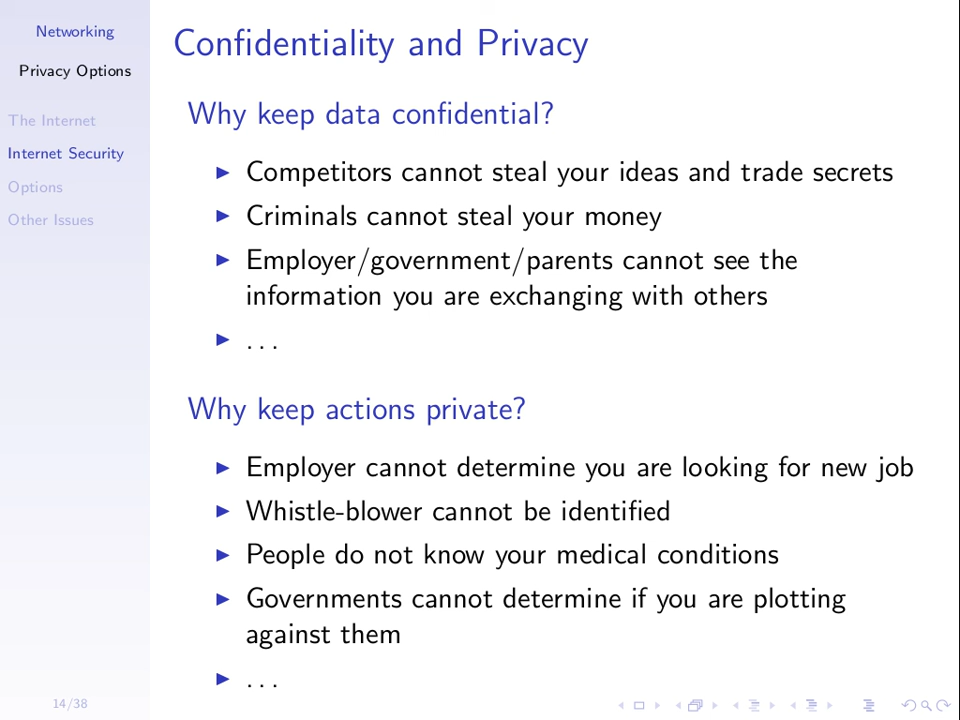 Networking
Privacy Options
The Internet
Internet Security
Options
Other Issues
14/38
Confidentiality and Privacy
Why keep data confidential?
Competitors cannot steal your ideas and trade secrets
Criminals cannot steal your money
Employer/government/parents cannot see the
information you are exchanging with others
. . .
Why keep actions private?
Employer cannot determine you are looking for new job
Whistle-blower cannot be identified
People do not know your medical conditions
Governments cannot determine if you are plotting
against them
. . .